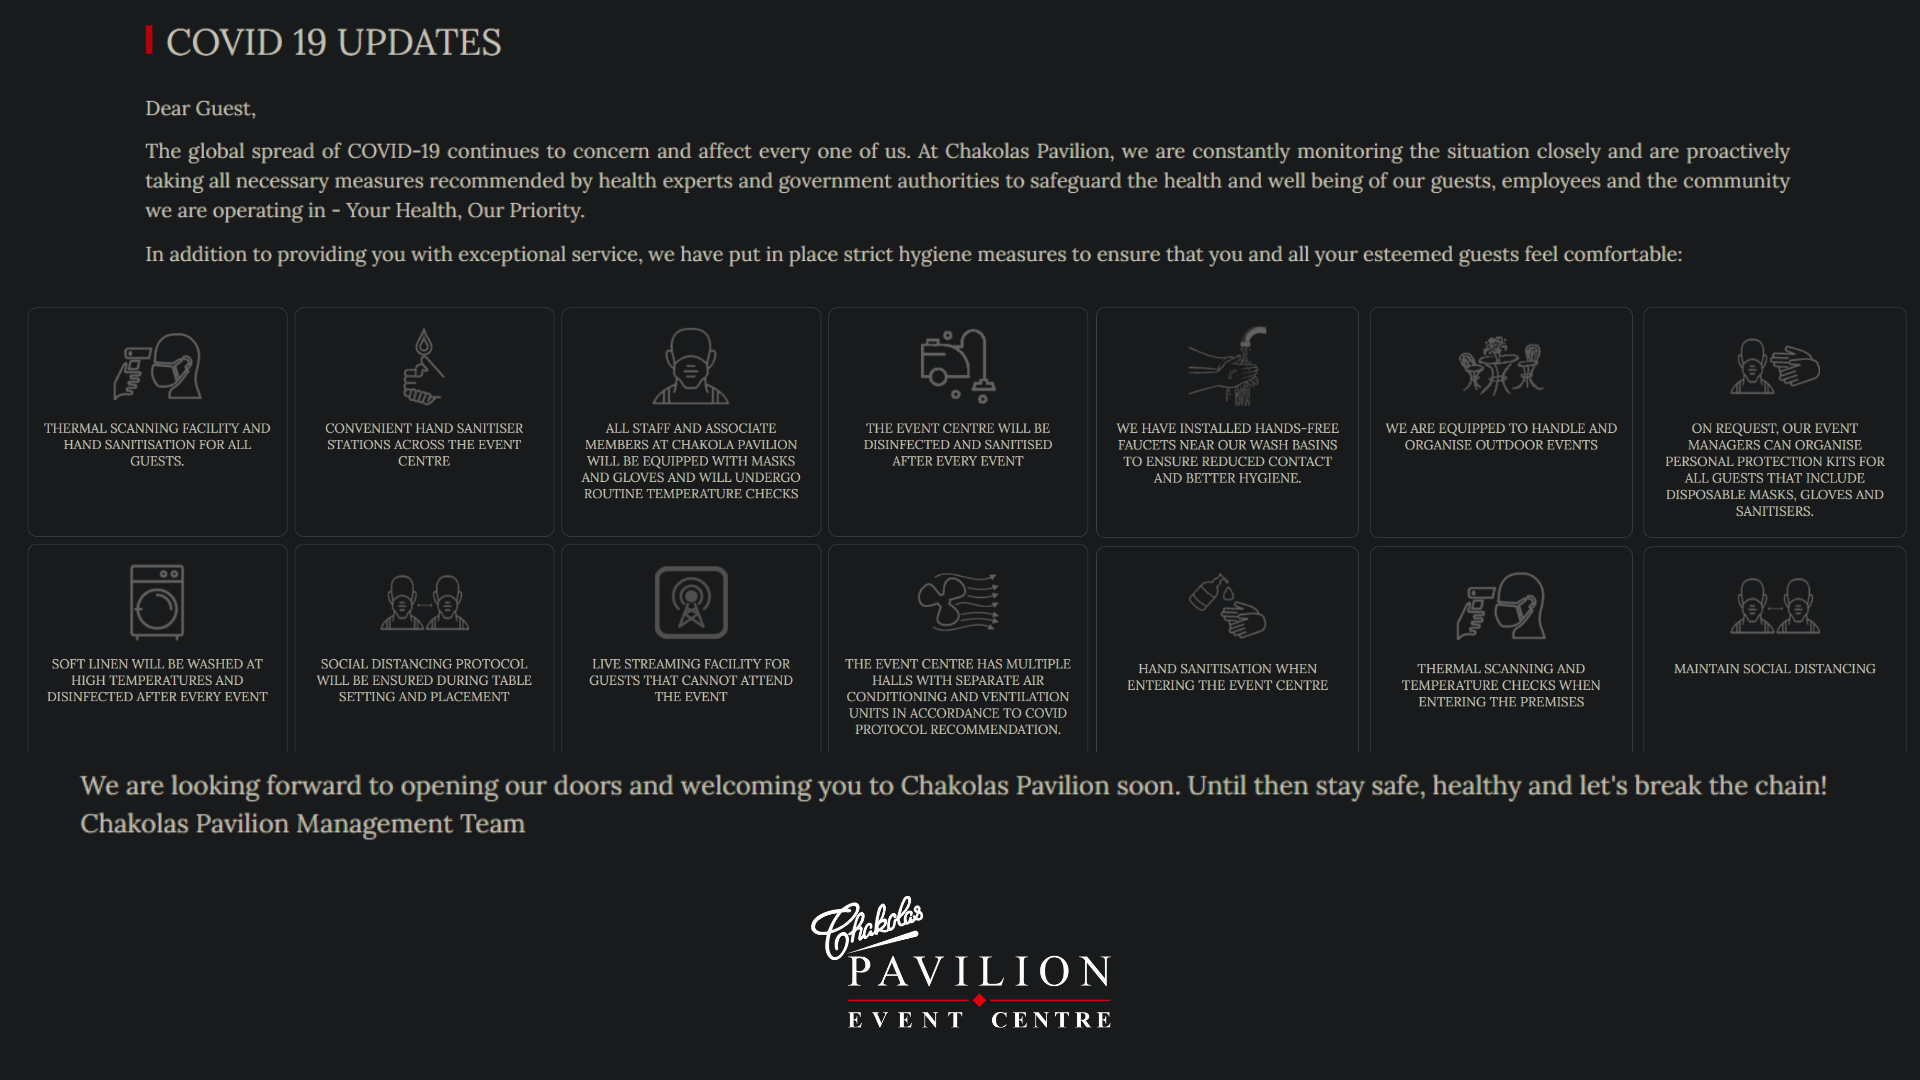 COVID 19 UPDATES
Dear Guest,
The global spread of COVID-19 continues to concern and affect every one of us. At Chakolas Pavilion, we are constantly monitoring the situation closely and are proactively
taking all necessary measures recommended by health experts and government authorities to safeguard the health and well being of our guests, employees and the community
we are operating in - Your Health, Our Priority.
In addition to providing you with exceptional service, we have put in place strict hygiene measures to ensure that you and all your esteemed guests feel comfortable:
THERMAL SCANNING FACILITY AND
HAND SANITISATION FOR ALL
GUESTS.
CONVENIENT HAND SANITISER
STATIONS ACROSS THE EVENT
CENTRE
ALL STAFF AND ASSOCIATE
MEMBERS AT CHAKOLA PAVILION
WILL BE EQUIPPED WITH MASKS
AND GLOVES AND WILL UNDERGO
ROUTINE TEMPERATURE CHECKS
THE EVENT CENTRE WILL BE
DISINFECTED AND SANITISED
AFTER EVERY EVENT
WE HAVE INSTALLED HANDS-FREE
FAUCETS NEAR OUR WASH BASINS
TO ENSURE REDUCED CONTACT
AND BETTER HYGIENE.
WE ARE EQUIPPED TO HANDLE AND
ORGANISE OUTDOOR EVENTS
ON REQUEST, OUR EVENT
MANAGERS CAN ORGANISE
PERSONAL PROTECTION KITS FOR
ALL GUESTS THAT INCLUDE
DISPOSABLE MASKS, GLOVES AND
SANITISERS.
SOFT LINEN WILL BE WASHED AT
HIGH TEMPERATURES AND
DISINFECTED AFTER EVERY EVENT
SOCIAL DISTANCING PROTOCOL
WILL BE ENSURED DURING TABLE
SETTING AND PLACEMENT
LIVE STREAMING FACILITY FOR
GUESTS THAT CANNOT ATTEND
THE EVENT
THE EVENT CENTRE HAS MULTIPLE
HALLS WITH SEPARATE AIR
CONDITIONING AND VENTILATION
UNITS IN ACCORDANCE TO COVID
PROTOCOL RECOMMENDATION.
HAND SANITISATION WHEN
ENTERING THE EVENT CENTRE
THERMAL SCANNING AND
TEMPERATURE CHECKS WHEN
ENTERING THE PREMISES
MAINTAIN SOCIAL DISTANCING
We are looking forward to opening our doors and welcoming you to Chakolas Pavilion soon. Until then stay safe, healthy and let's break the chain!
Chakolas Pavilion Management Team
Chakolas
PAVILION
EVENT CENTRE